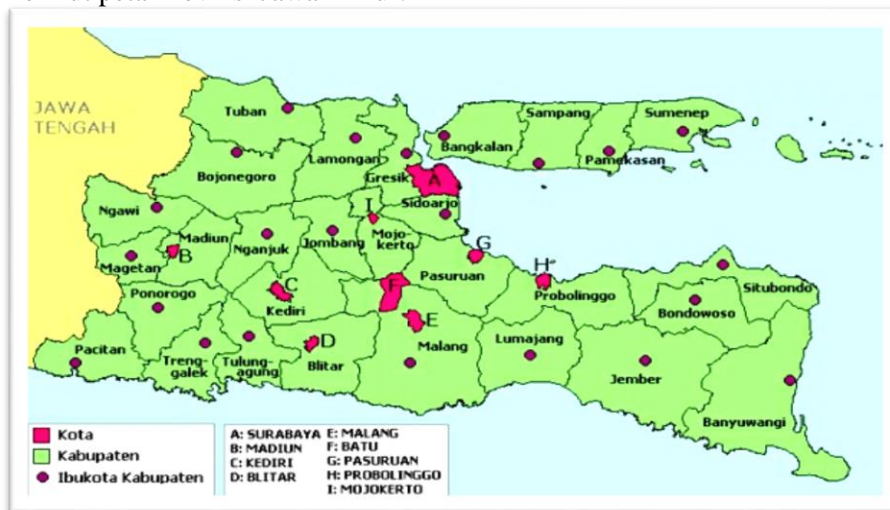 JAWA
TENGAH
Tuban
Lamongan
Bojonegoro
Gresik
A
Bangkalan
Sampang
Pamekasan
Sumenep
Ngawi
Madiun
B
Magetan
Nganjuk
Jombang
I
Mojo-
kerto
Sidoarjo
G
Pasuruan
H
Probolinggo
Situbondo
Bondowoso
Ponorogo
C
Kediri
F
E
Malang
Lumajang
Jember
Banyuwangi
Pacitan
Treng-
galek
Tulung-
agung
D
Blitar
Kota
Kabupaten
Ibukota Kabupaten
A: SURABAYA E: MALANG
B: MADIUN F: BATU
C: KEDIRI G: PASURUAN
D: BLITAR H: PROBOLINGGO
I: MOJOKERTO